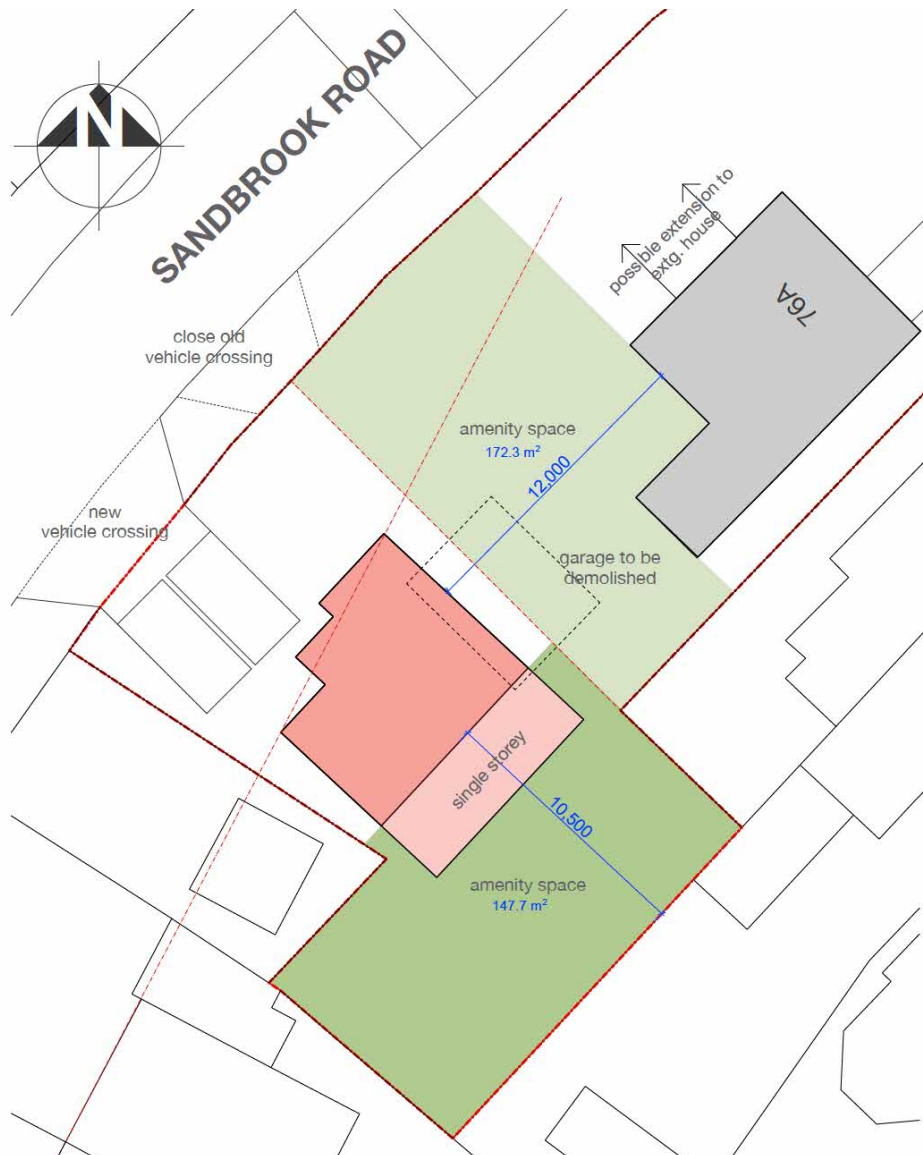 N
SANDBROOK ROAD
possible extension to
extg. house
76A
close old
vehicle crossing
amenity space
172.3 m²
12,000
new
vehicle crossing
garage to be
demolished
single storey
10,500
amenity space
147.7 m²